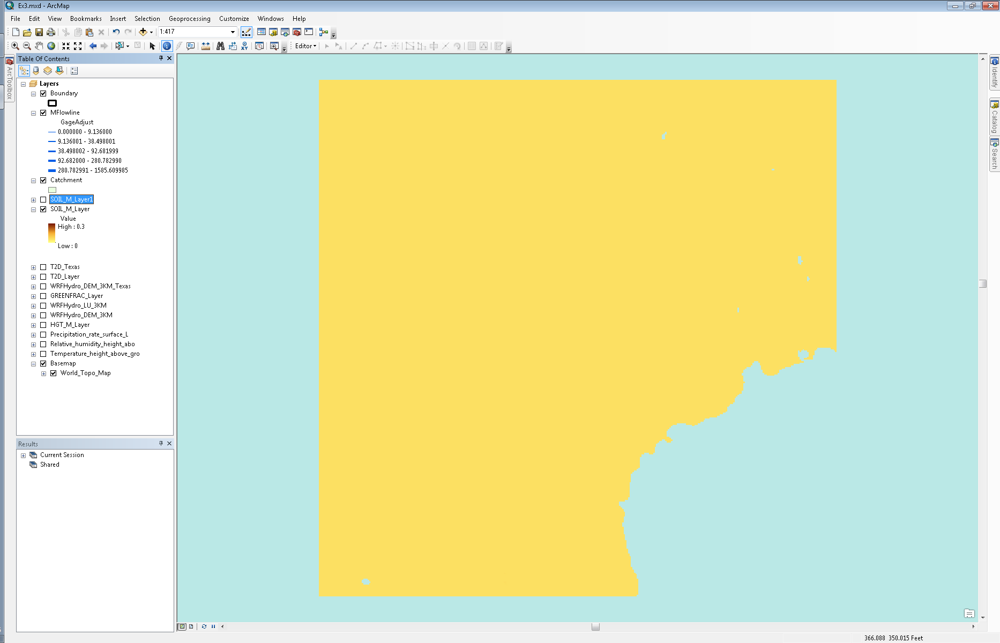 Ex3.mxd - ArcMap
File Edit View Bookmarks Insert Selection Geoprocessing Customize Windows Help
1:417
Editor
Table Of Contents
ArcToolbox
Layers
Boundary
MFlowline
GageAdjust
0.000000 - 9.136000
9.136001 - 38.498001
38.498002 - 92.681999
92.682000 - 280.782990
280.782991 - 1585.609985
Catchment
SOIL_M_Layer1
SOIL_M_Layer
Value
High : 0.3
Low : 0
T2D_Texas
T2D_Layer
WRFHydro_DEM_3KM_Texas
GREENFRAC_Layer
WRFHydro_LU_3KM
WRFHydro_DEM_3KM
HGT_M_Layer
Precipitation_rate_surface_L
Relative_humidity_height_abo
Temperature_height_above_gro
Basemap
World_Topo_Map
Results
Current Session
Shared
Identify
Catalog
Search
366.088 350.015 Feet